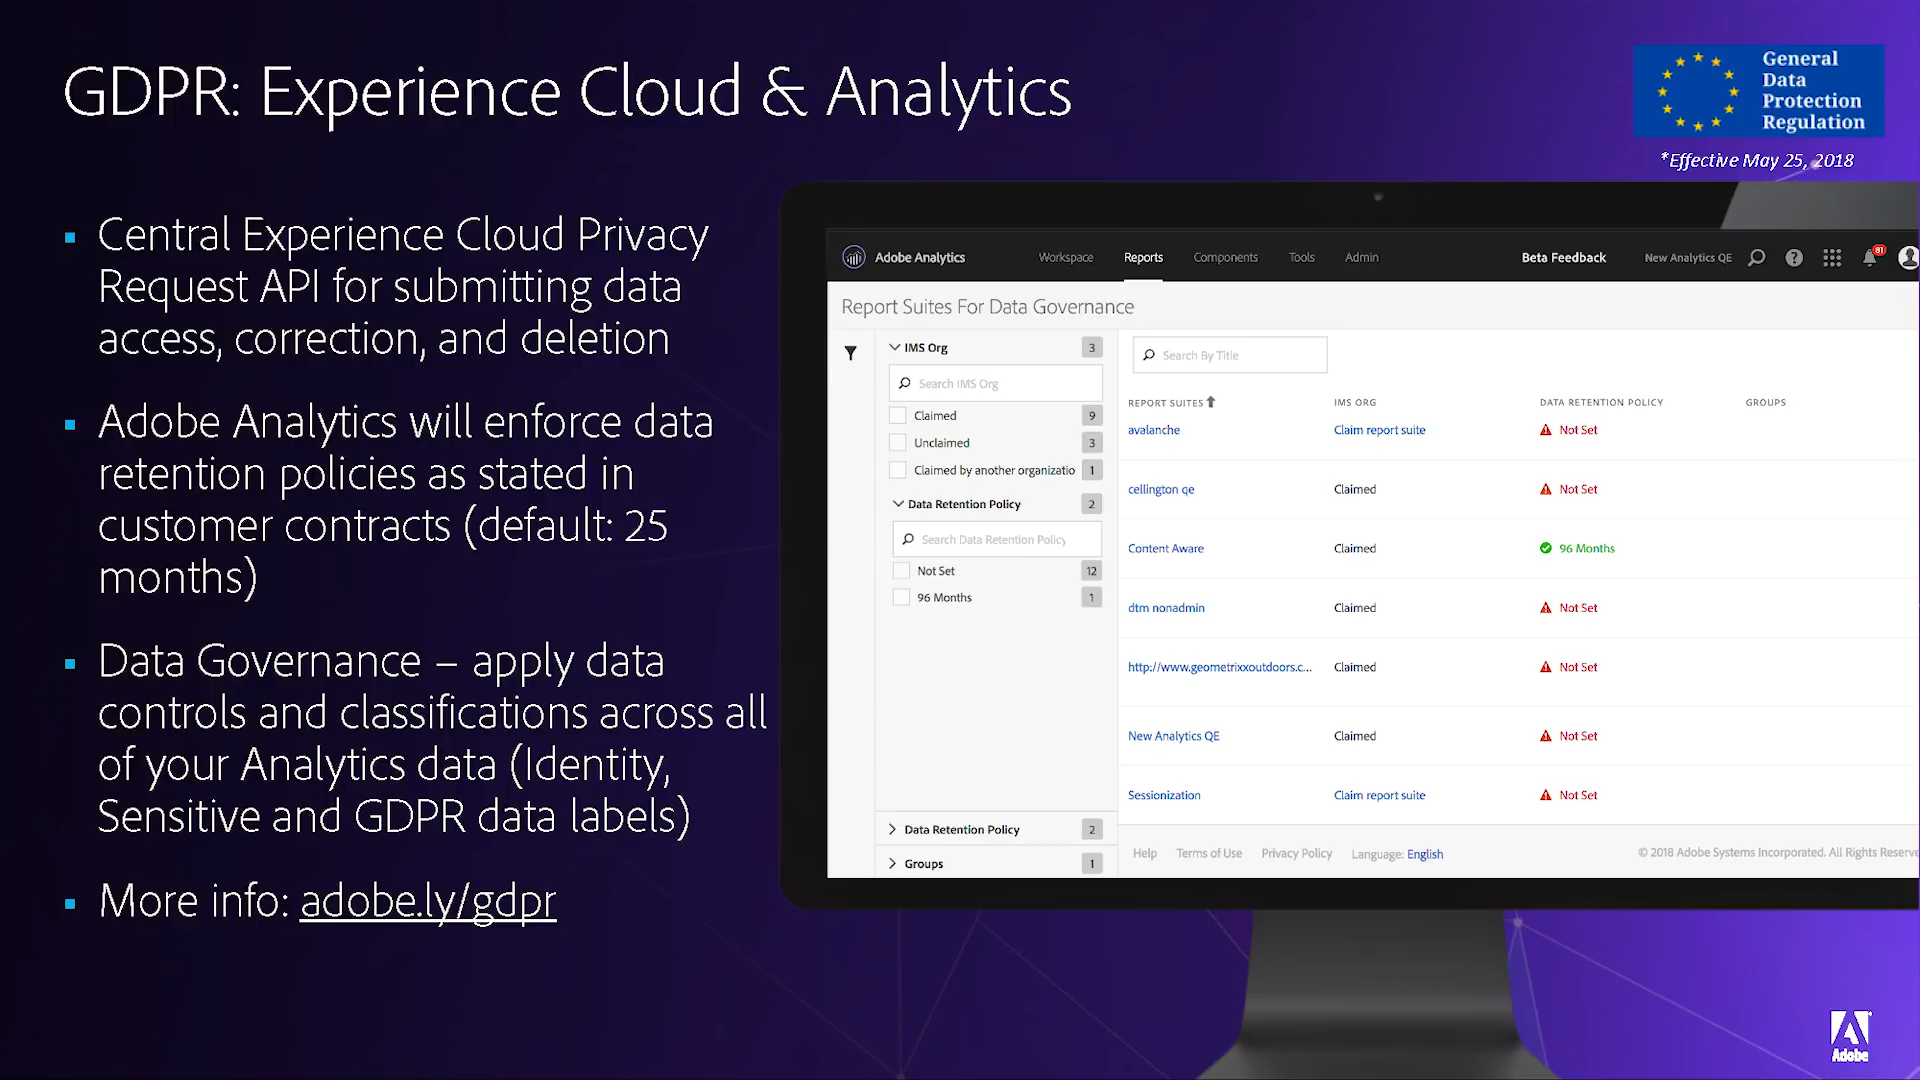 GDPR: Experience Cloud & Analytics
General
Data
Protection
Regulation
*Effective May 25, 2018
Central Experience Cloud Privacy
Request API for submitting data
access, correction, and deletion
Adobe Analytics will enforce data
retention policies as stated in
customer contracts (default: 25
months)
Data Governance – apply data
controls and classifications across all
of your Analytics data (Identity,
Sensitive and GDPR data labels)
More info: adobe.ly/gdpr
Adobe Analytics Workspace Reports Components Tools Admin Beta Feedback New Analytics QE 81
Report Suites For Data Governance
IMS Org 3
Search IMS Org
Claimed 9
Unclaimed 3
Claimed by another organizatio 1
Data Retention Policy 2
Search Data Retention Policy
Not Set 12
96 Months 1
Data Retention Policy 2
Groups 1
Search By Title
REPORT SUITES IMS ORG DATA RETENTION POLICY GROUPS
avalanche Claim report suite Not Set
cellington qe Claimed Not Set
Content Aware Claimed 96 Months
dtm nonadmin Claimed Not Set
http://www.geometrixxoutdoors.c... Claimed Not Set
New Analytics QE Claimed Not Set
Sessionization Claim report suite Not Set
Help Terms of Use Privacy Policy Language: English © 2018 Adobe Systems Incorporated. All Rights Reserve
Adobe